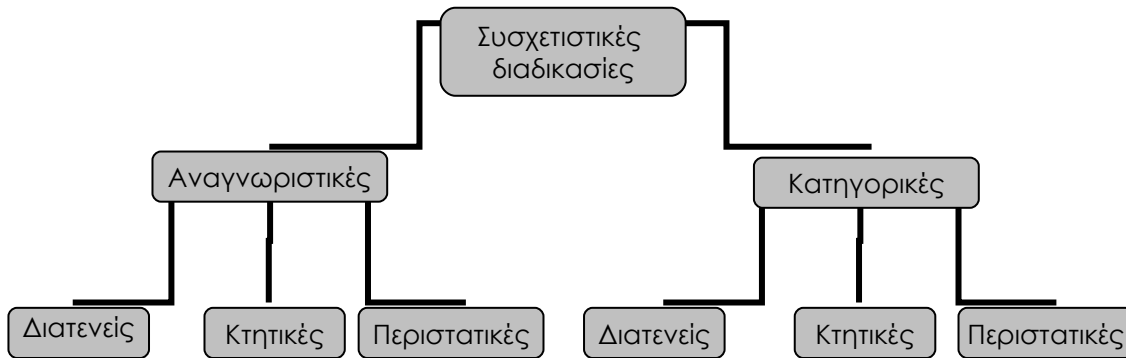 Συσχετιστικές
διαδικασίες
Αναγνωριστικές
Κατηγορικές
Διατενείς
Κτητικές
Περιστατικές
Διατενείς
Κτητικές
Περιστατικές